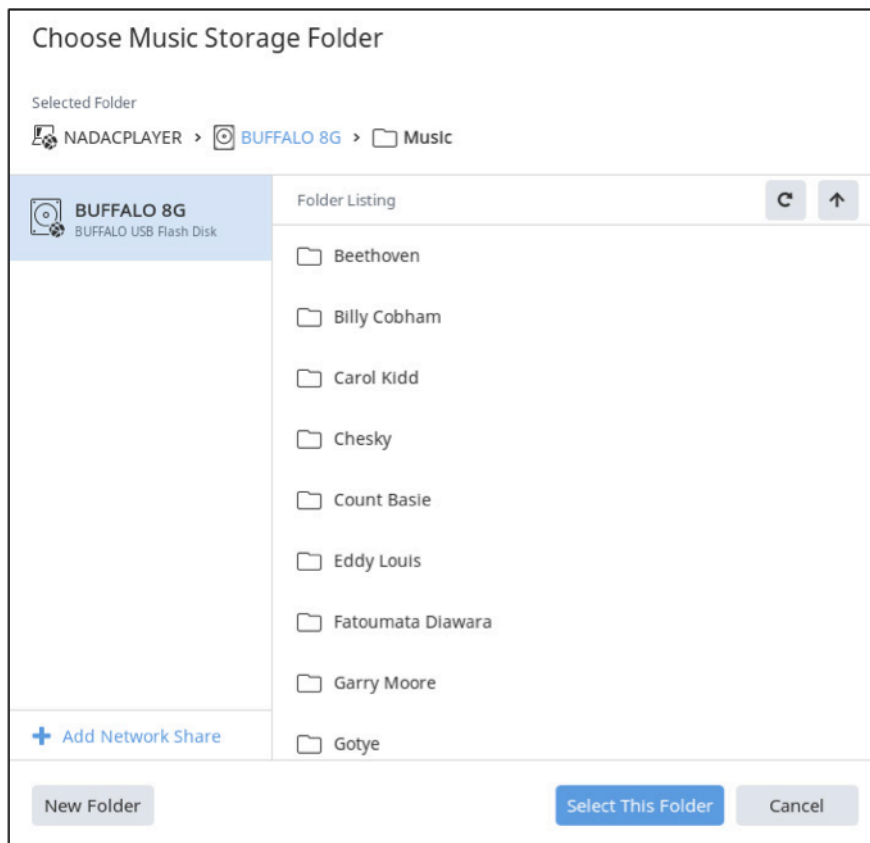 Choose Music Storage Folder
Selected Folder
NADACPLAYER > BUFFALO 8G > Music
BUFFALO 8G
BUFFALO USB Flash Disk
Folder Listing
Beethoven
Billy Cobham
Carol Kidd
Chesky
Count Basie
Eddy Louis
Fatoumata Diawara
Garry Moore
Gotye
Add Network Share
New Folder
Select This Folder
Cancel